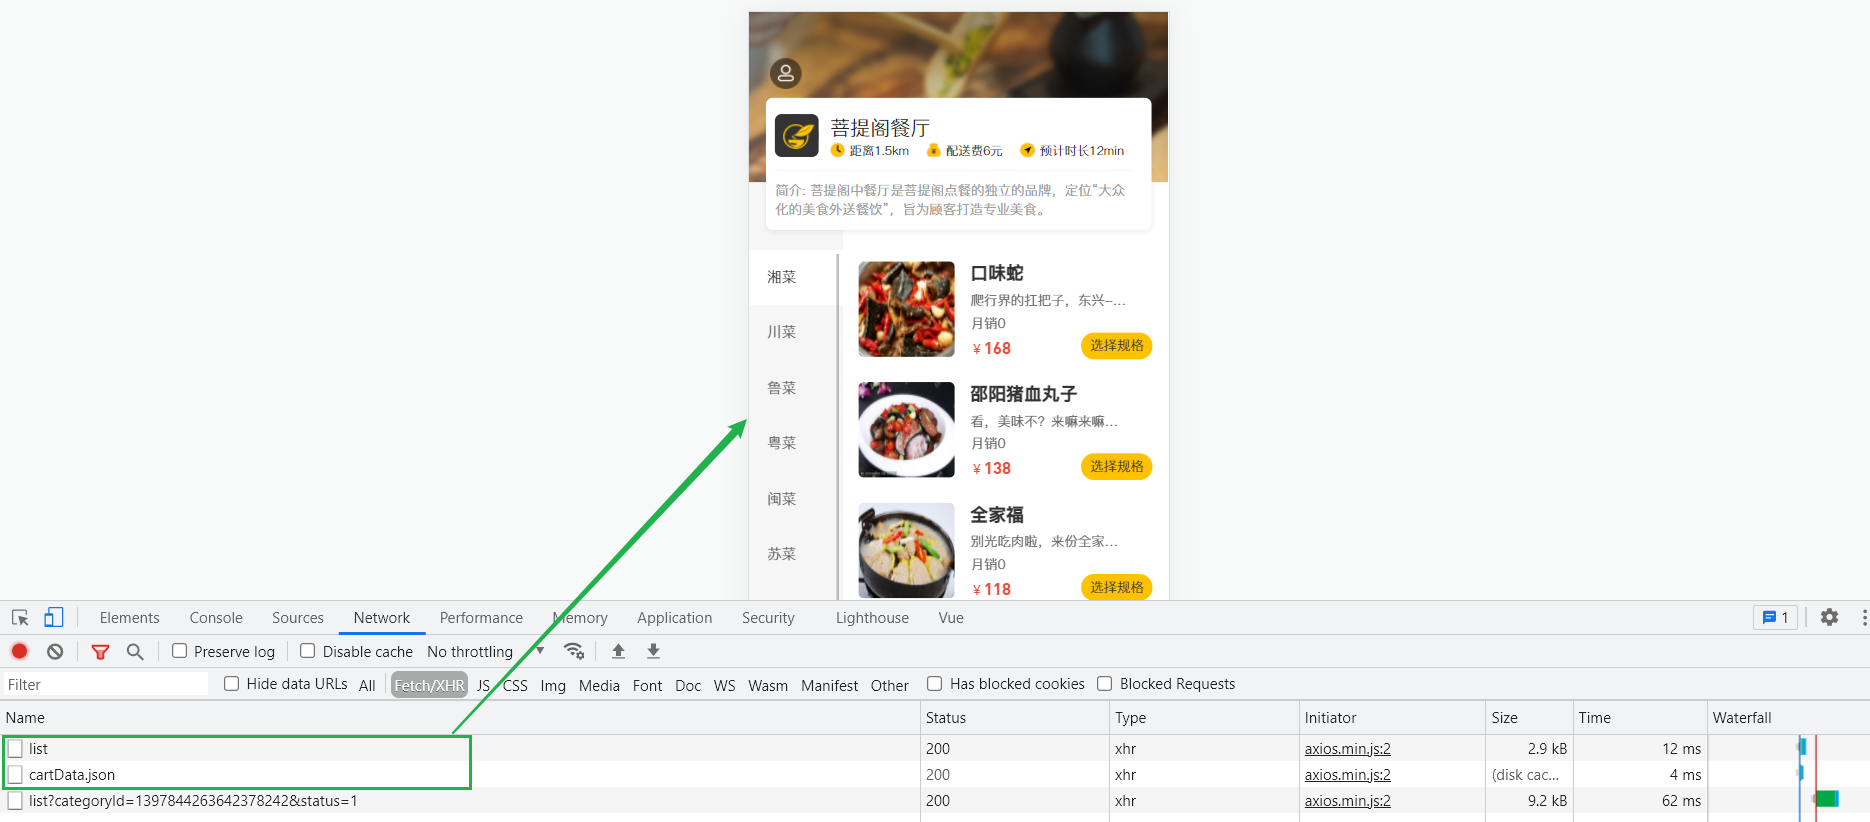 菩提阁餐厅
距离1.5km 配送费6元 预计时长12min
简介: 菩提阁中餐厅是菩提阁点餐的独立的品牌，定位“大众
化的美食外送餐饮”，旨为顾客打造专业美食。
湘菜
川菜
鲁菜
粤菜
闽菜
苏菜
口味蛇
爬行界的扛把子，东兴-...
月销0
￥168 选择规格
邵阳猪血丸子
看，美味不？来嘛来嘛...
月销0
￥138 选择规格
全家福
别光吃肉啦，来份全家...
月销0
￥118 选择规格
Elements Console Sources Network Performance Memory Application Security Lighthouse Vue 1
Preserve log Disable cache No throttling
Filter Hide data URLs All Fetch/XHR JS CSS Img Media Font Doc WS Wasm Manifest Other Has blocked cookies Blocked Requests
Name Status Type Initiator Size Time Waterfall
list 200 xhr axios.min.js:2 2.9 kB 12 ms
cartData.json 200 xhr axios.min.js:2 (disk cac... 4 ms
list?categoryId=1397844263642378242&status=1 200 xhr axios.min.js:2 9.2 kB 62 ms